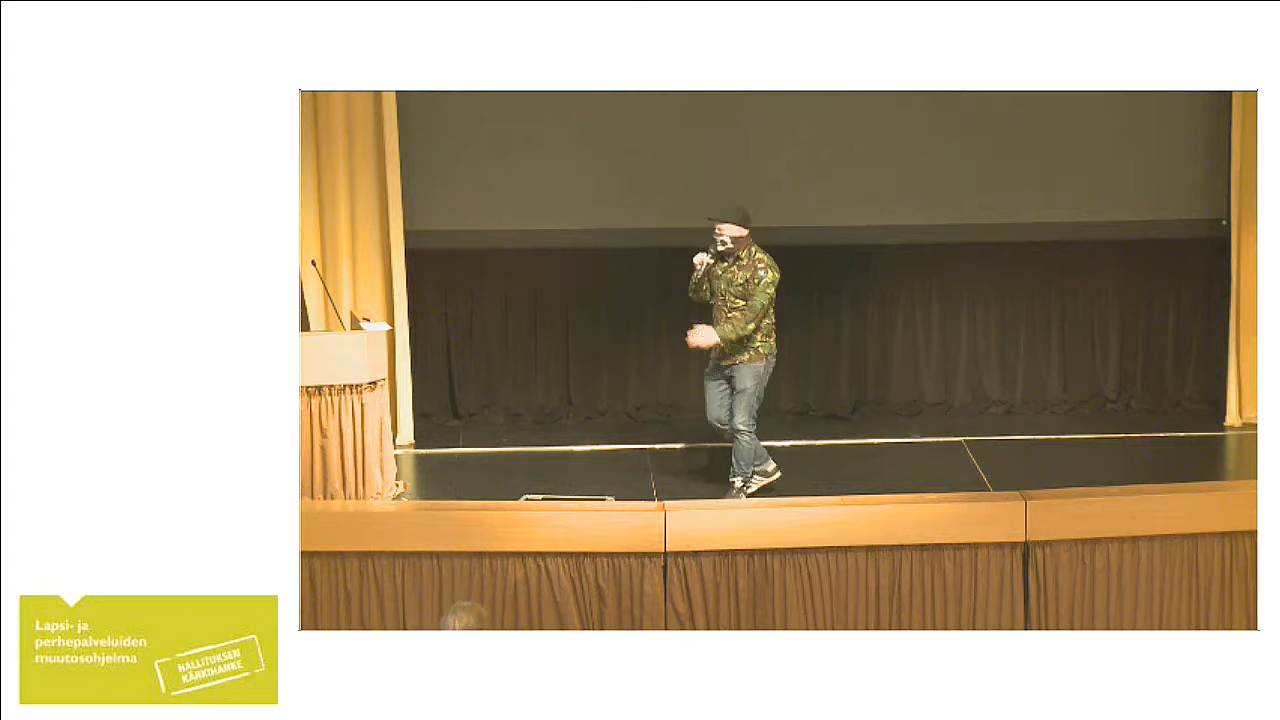 Lapsi- ja
perhepalveluiden
muutosohjelma
HALLITUKSEN
KÄRKIHANKE